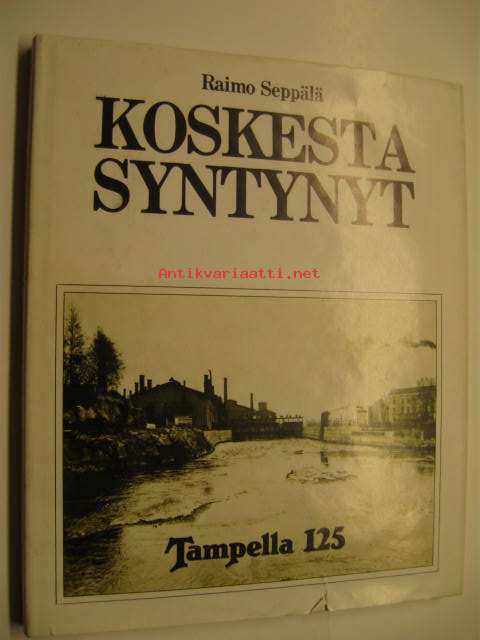 Raimo Seppälä
KOSKESTA
SYNTYNYT
Antikvariaatti.net
Tampella 125